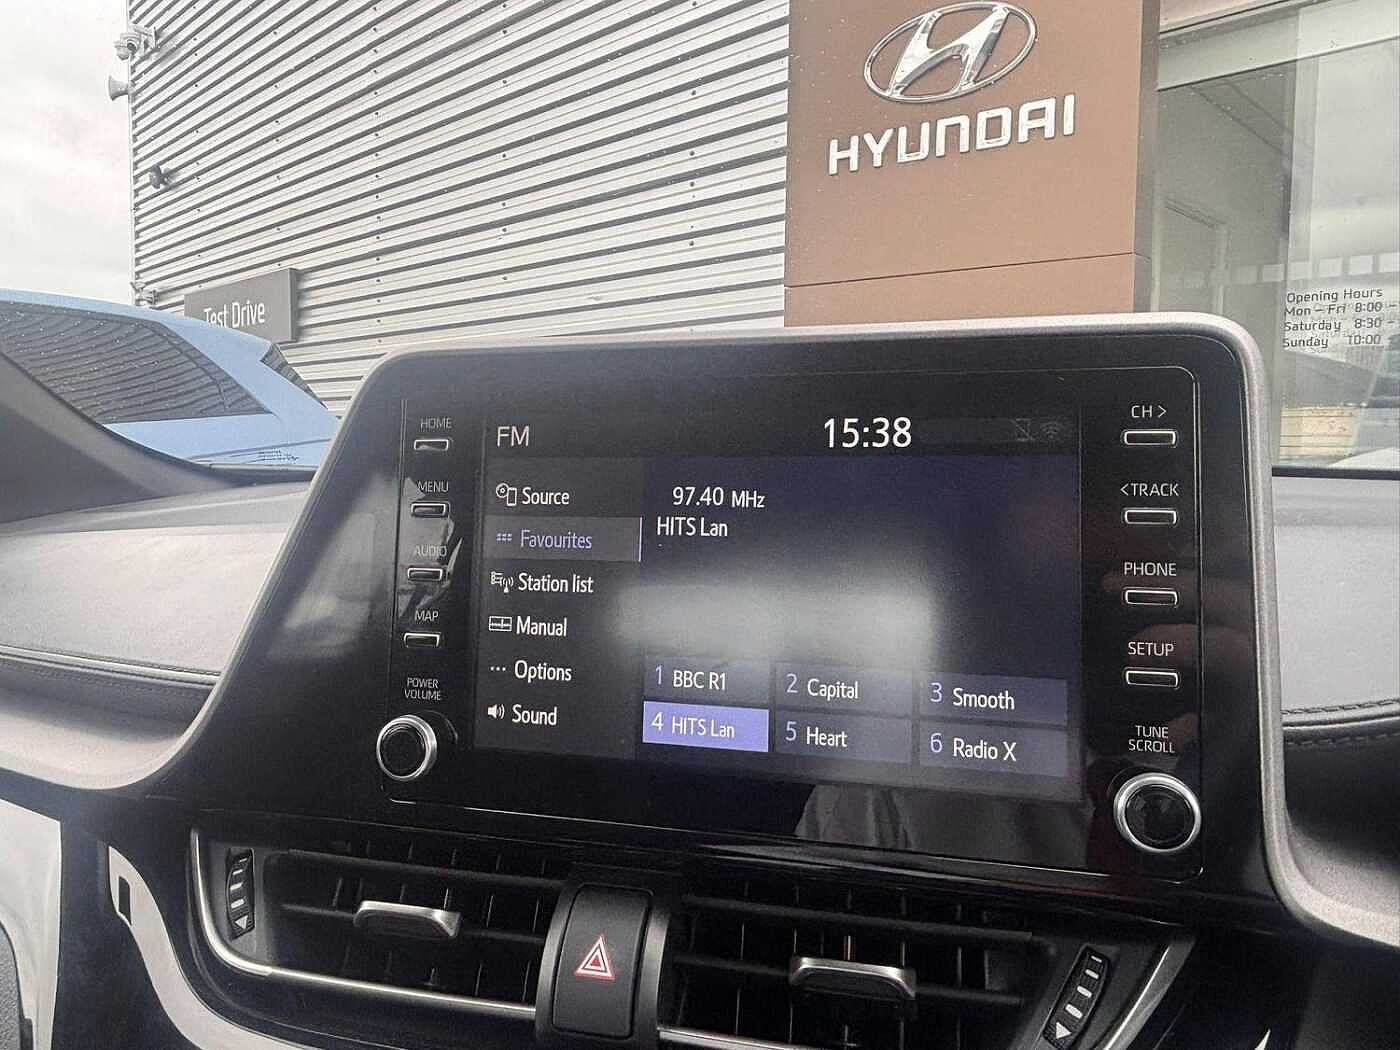 HYUNDAI
Test Drive
Opening Hours
Mon – Fri 8:00
Saturday 8:30
Sunday 10:00
HOME
MENU
AUDIO
MAP
POWER
VOLUME
FM
15:38
Source
Favourites
Station list
Manual
Options
Sound
97.40 MHz
HITS Lan
1 BBC R1
2 Capital
3 Smooth
4 HITS Lan
5 Heart
6 Radio X
CH >
< TRACK
PHONE
SETUP
TUNE
SCROLL